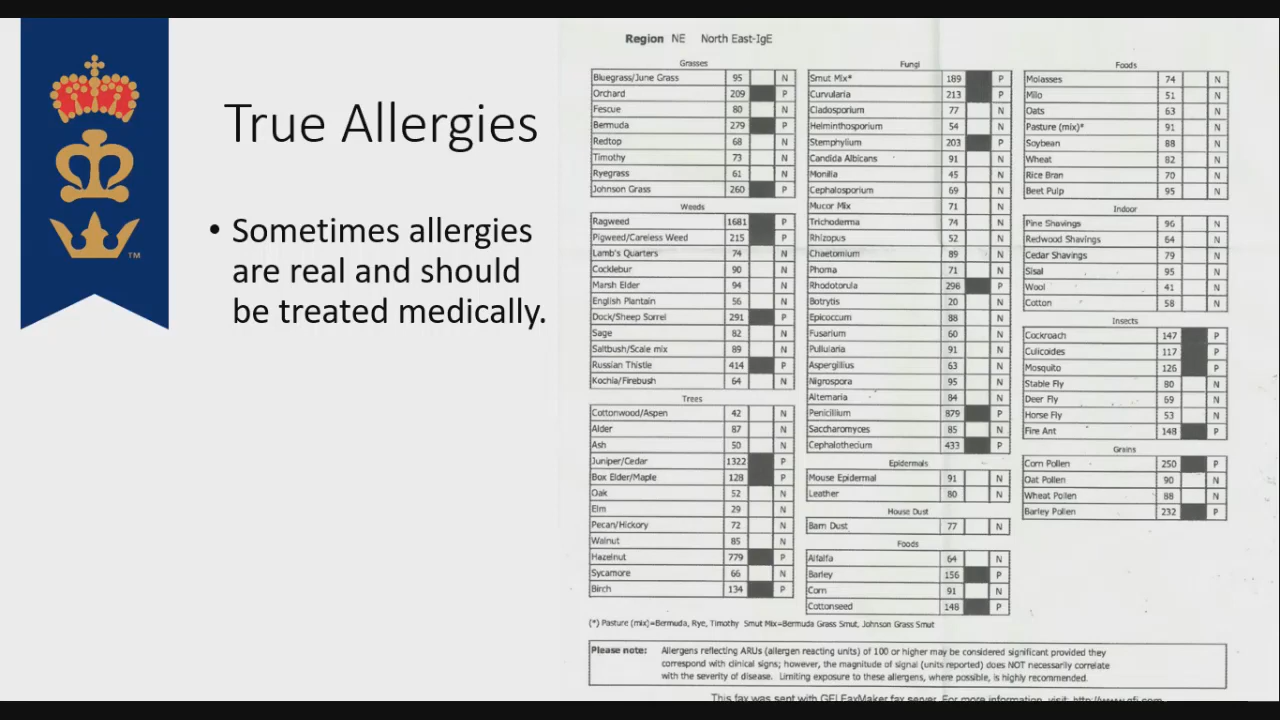 True Allergies
• Sometimes allergies
are real and should
be treated medically.
™
Region NE North East-IgE
Grasses
Bluegrass/June Grass 95 N
Orchard 209 P
Fescue 80 N
Bermuda 279 P
Redtop 68 N
Timothy 73 N
Ryegrass 61 N
Johnson Grass 260 P
Weeds
Ragweed 1681 P
Pigweed/Careless Weed 215 P
Lamb's Quarters 74 N
Cocklebur 90 N
Marsh Elder 94 N
English Plantain 56 N
Dock/Sheep Sorrel 291 P
Sage 82 N
Saltbush/Scale mix 89 N
Russian Thistle 414 P
Kochia/Firebush 64 N
Trees
Cottonwood/Aspen 42 N
Alder 87 N
Ash 50 N
Juniper/Cedar 1322 P
Box Elder/Maple 128 P
Oak 52 N
Elm 29 N
Pecan/Hickory 72 N
Walnut 85 N
Hazelnut 779 P
Sycamore 66 N
Birch 134 P
Fungi
Smut Mix* 189 P
Curvularia 213 P
Cladosporium 77 N
Helminthosporium 54 N
Stemphylium 203 P
Candida Albicans 91 N
Monilia 45 N
Cephalosporium 69 N
Mucor Mix 71 N
Trichoderma 74 N
Rhizopus 52 N
Chaetomium 89 N
Phoma 71 N
Rhodotorula 296 P
Botrytis 20 N
Epicoccum 88 N
Fusarium 60 N
Pullularia 91 N
Aspergillius 63 N
Nigrospora 95 N
Alternaria 84 N
Penicillium 879 P
Saccharomyces 85 N
Cephalothecium 433 P
Epidermals
Mouse Epidermal 91 N
Leather 80 N
House Dust
Barn Dust 77 N
Foods
Alfalfa 64 N
Barley 156 P
Corn 91 N
Cottonseed 148 P
Foods
Molasses 74 N
Milo 51 N
Oats 63 N
Pasture (mix)* 91 N
Soybean 88 N
Wheat 82 N
Rice Bran 70 N
Beet Pulp 95 N
Indoor
Pine Shavings 96 N
Redwood Shavings 64 N
Cedar Shavings 79 N
Sisal 95 N
Wool 41 N
Cotton 58 N
Insects
Cockroach 147 P
Culicoides 117 P
Mosquito 126 P
Stable Fly 80 N
Deer Fly 69 N
Horse Fly 53 N
Fire Ant 148 P
Grains
Corn Pollen 250 P
Oat Pollen 90 N
Wheat Pollen 88 N
Barley Pollen 232 P
(*) Pasture (mix)=Bermuda, Rye, Timothy Smut Mix=Bermuda Grass Smut, Johnson Grass Smut
Please note: Allergens reflecting ARUs (allergen reacting units) of 100 or higher may be considered significant provided they
correspond with clinical signs; however, the magnitude of signal (units reported) does NOT necessarily correlate
with the severity of disease. Limiting exposure to these allergens, where possible, is highly recommended.
This fax was sent with GFI FaxMaker fax server. For more information, visit: http://www.gfi.com